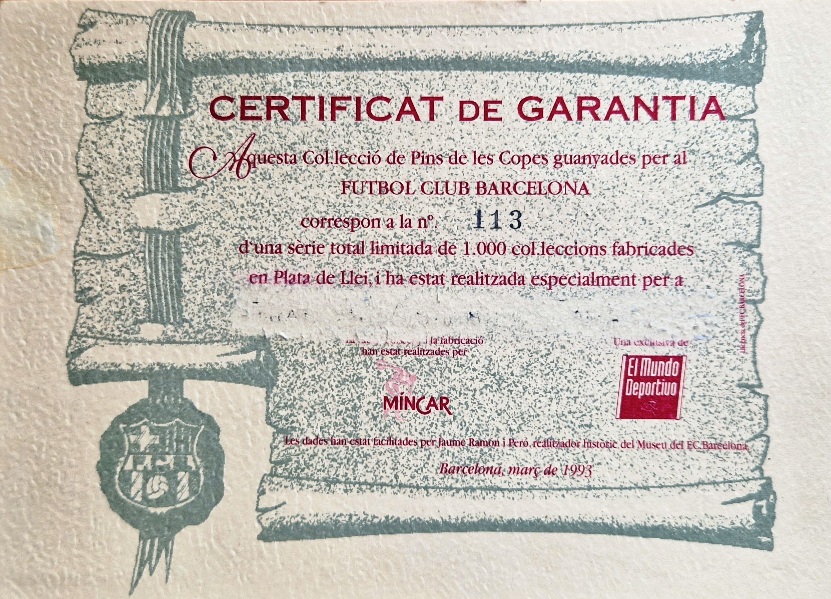 CERTIFICAT DE GARANTIA
Aquesta Col.lecció de Pins de les Copes guanyades per al
FUTBOL CLUB BARCELONA
correspon a la nº. 113
d'una sèrie total limitada de 1.000 col.leccions fabricades
en Plata de Llei, i ha estat realitzada especialment per a
la fabricació
han estat realitzades per
MINCAR
Una exclusiva de
El Mundo
Deportivo
Les dades han estat facilitades per Jaume Ramon i Peró, realitzador històric del Museu del F.C. Barcelona
Barcelona, març de 1993